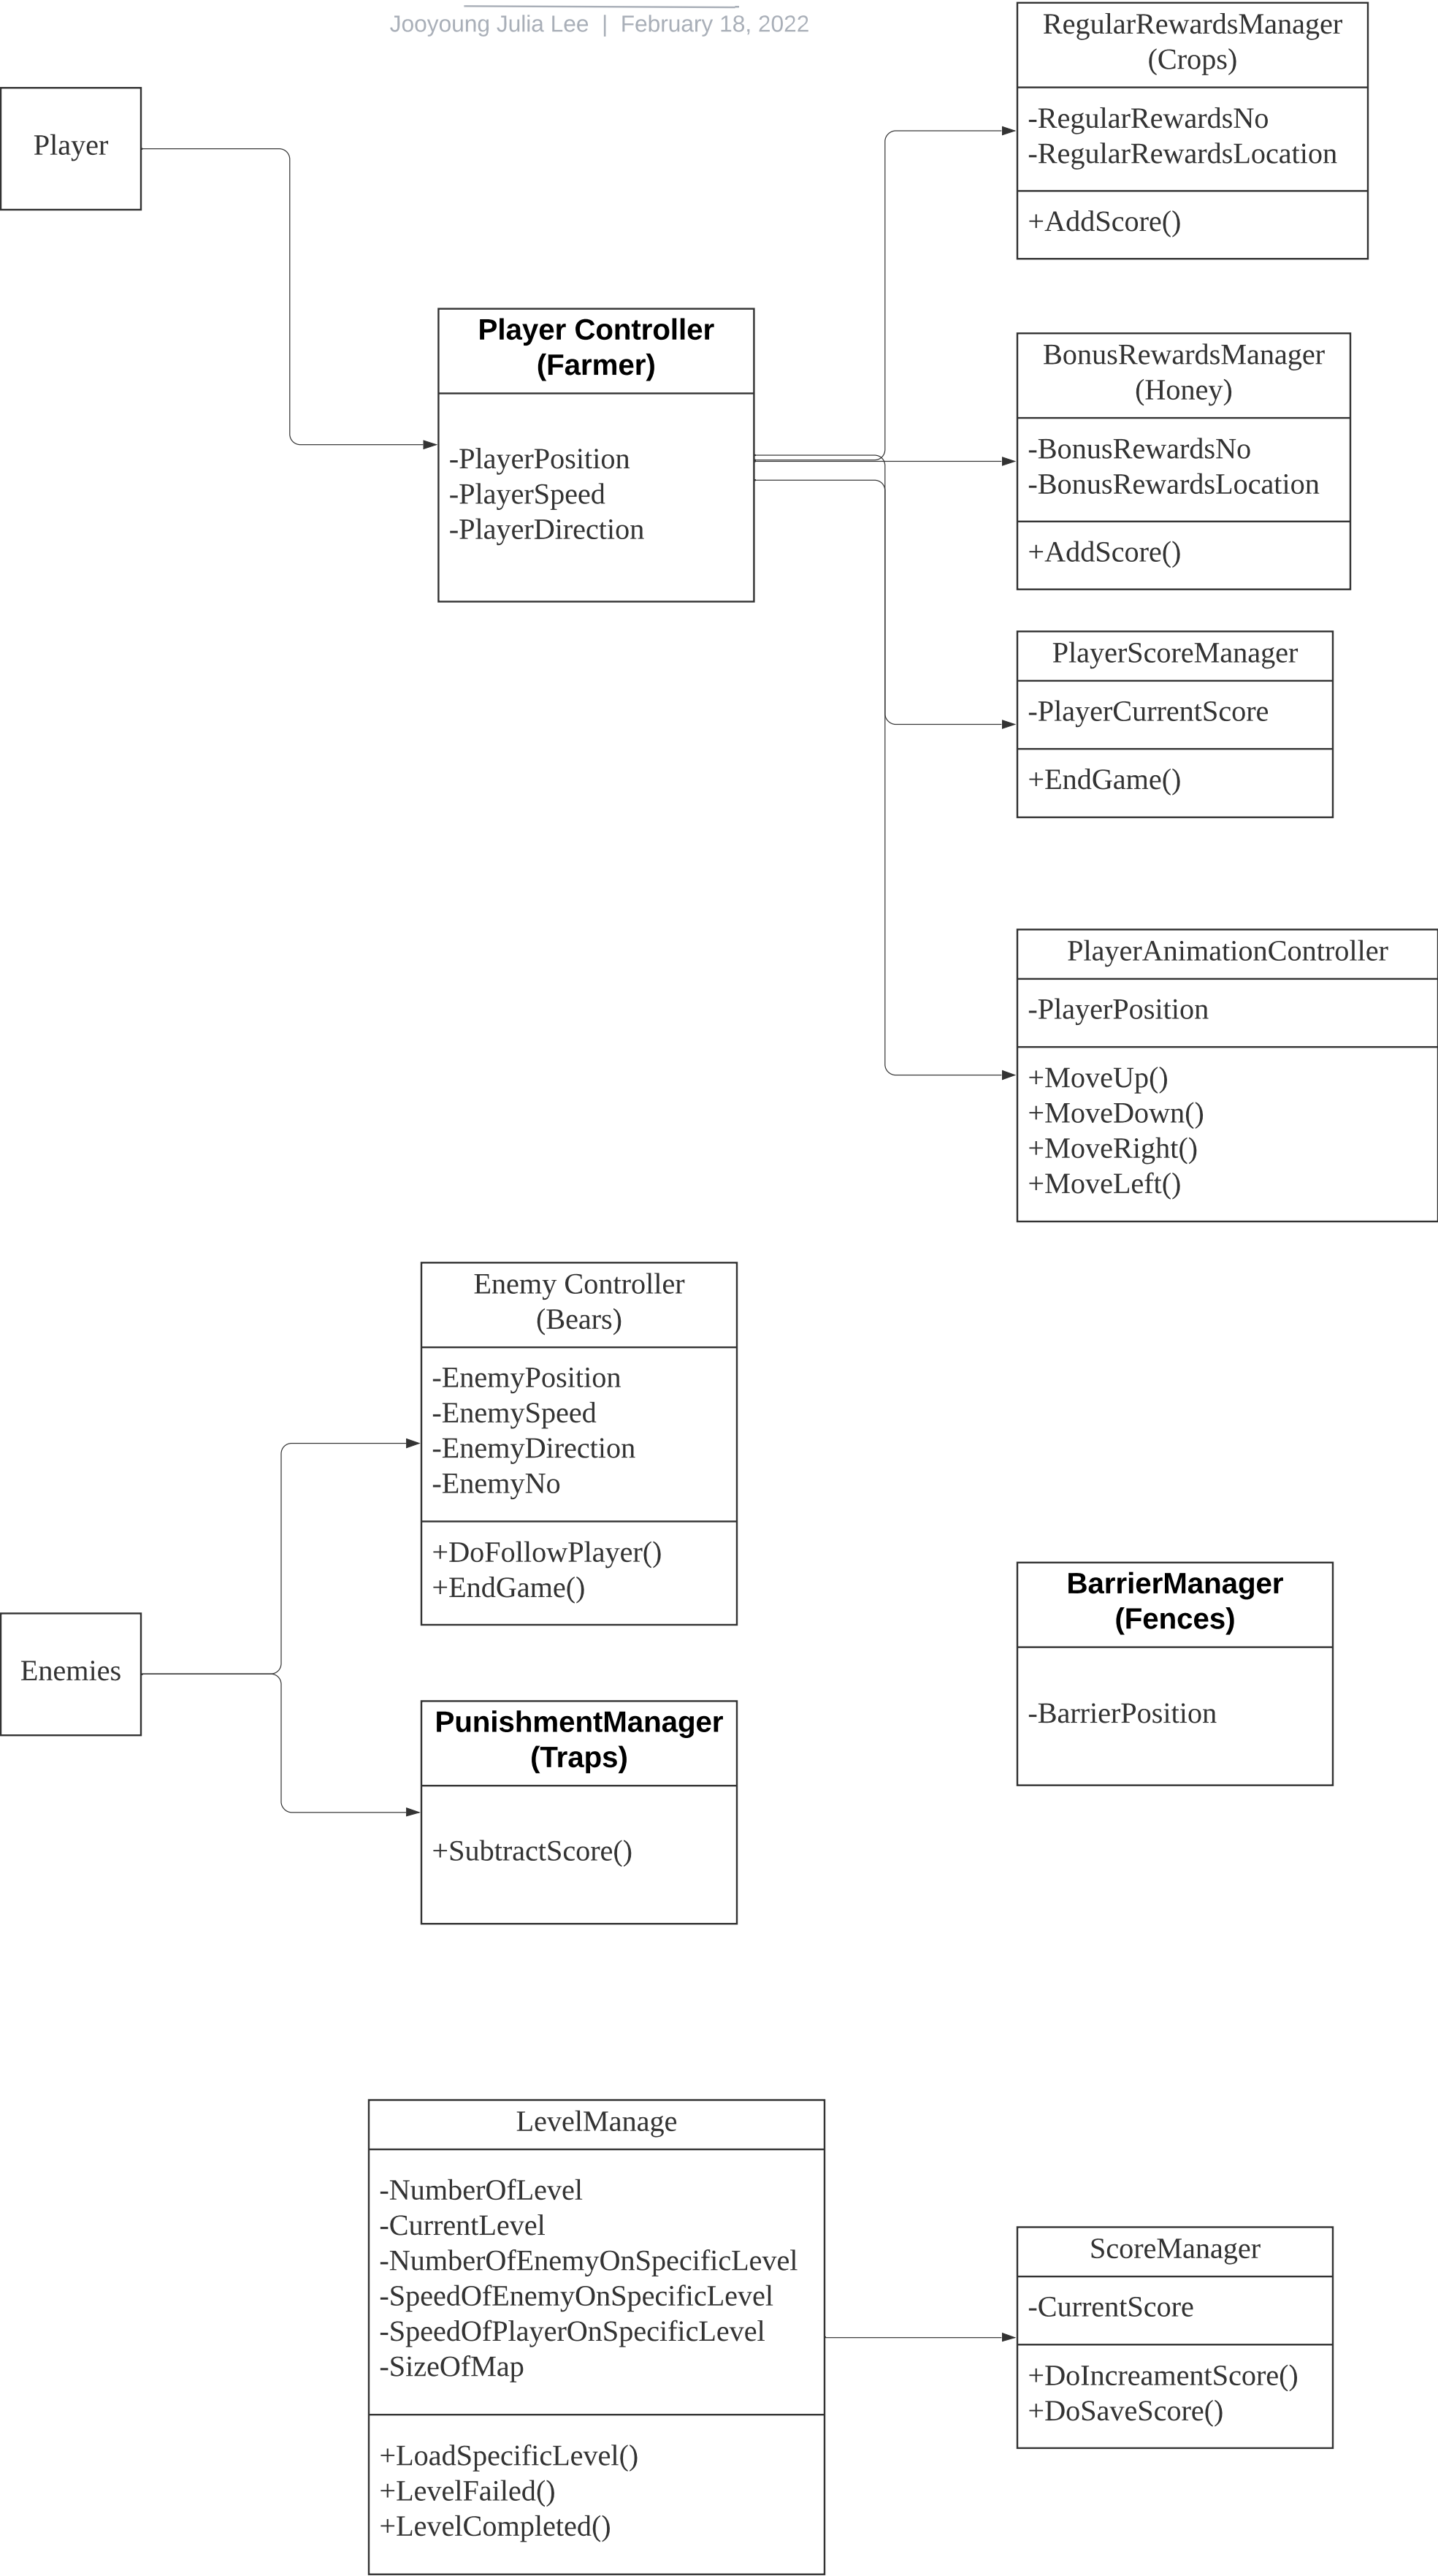 Jooyoung Julia Lee | February 18, 2022
Player
Player Controller
(Farmer)
-PlayerPosition
-PlayerSpeed
-PlayerDirection
RegularRewardsManager
(Crops)
-RegularRewardsNo
-RegularRewardsLocation
+AddScore()
BonusRewardsManager
(Honey)
-BonusRewardsNo
-BonusRewardsLocation
+AddScore()
PlayerScoreManager
-PlayerCurrentScore
+EndGame()
PlayerAnimationController
-PlayerPosition
+MoveUp()
+MoveDown()
+MoveRight()
+MoveLeft()
Enemies
Enemy Controller
(Bears)
-EnemyPosition
-EnemySpeed
-EnemyDirection
-EnemyNo
+DoFollowPlayer()
+EndGame()
PunishmentManager
(Traps)
+SubtractScore()
BarrierManager
(Fences)
-BarrierPosition
LevelManage
-NumberOfLevel
-CurrentLevel
-NumberOfEnemyOnSpecificLevel
-SpeedOfEnemyOnSpecificLevel
-SpeedOfPlayerOnSpecificLevel
-SizeOfMap
+LoadSpecificLevel()
+LevelFailed()
+LevelCompleted()
ScoreManager
-CurrentScore
+DoIncreamentScore()
+DoSaveScore()